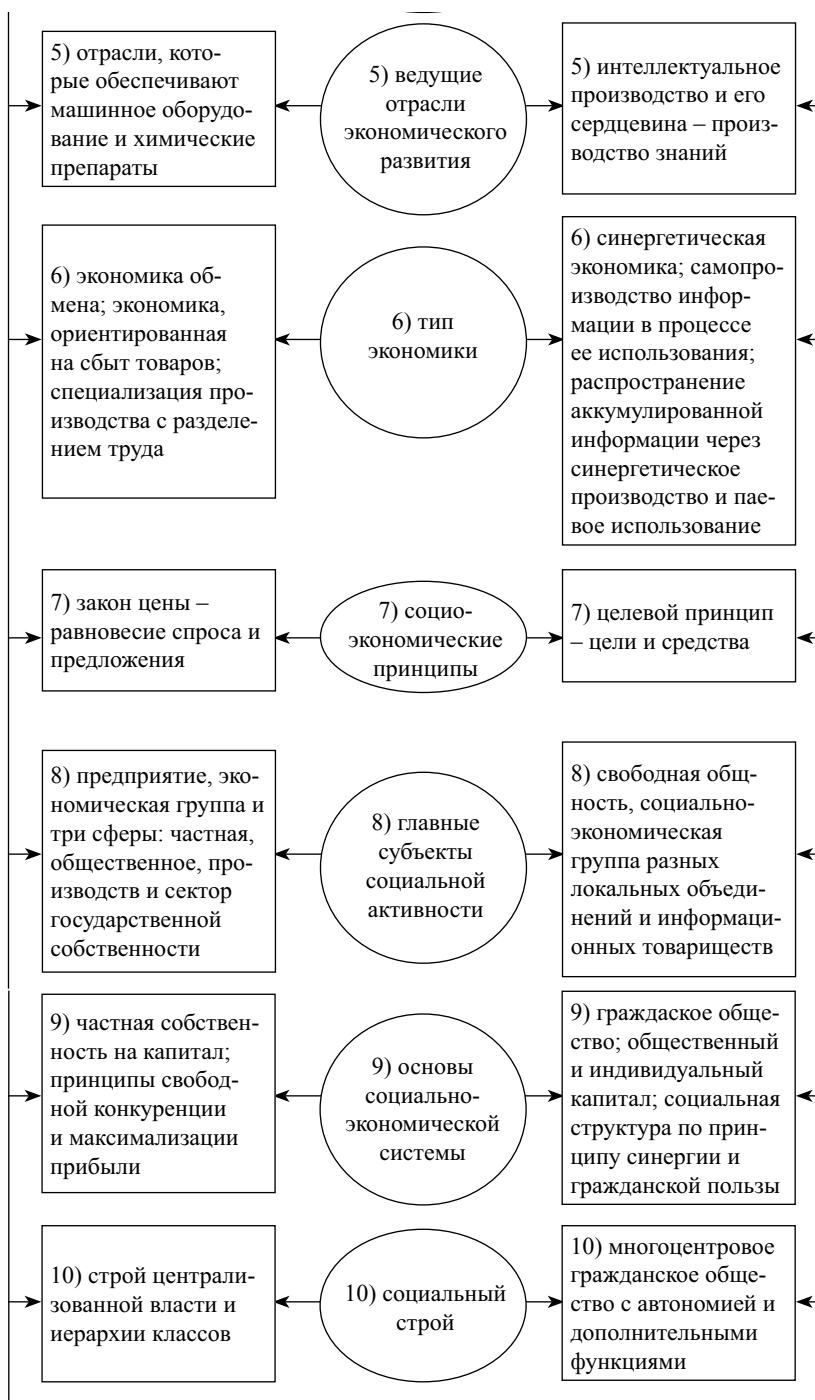 5) отрасли, кото-
рые обеспечивают
машинное оборудо-
вание и химические
препараты
5) ведущие
отрасли
экономического
развития
5) интеллектуальное
производство и его
сердцевина – произ-
водство знаний
6) экономика об-
мена; экономика,
ориентированная
на сбыт товаров;
специализация про-
изводства с разделе-
нием труда
6) тип
экономики
6) синергетическая
экономика; самопро-
изводство инфор-
мации в процессе
ее использования;
распространение
аккумулированной
информации через
синергетическое
производство и пае-
вое использование
7) закон цены –
равновесие спроса и
предложения
7) социо-
экономические
принципы
7) целевой принцип
– цели и средства
8) предприятие, эко-
номическая группа и
три сферы: частная,
общественное, про-
изводств и сектор
государственной
собственности
8) главные
субъекты
социальной
активности
8) свободная общ-
ность, социально-
экономическая
группа разных
локальных объеди-
нений и информаци-
онных товариществ
9) частная собствен-
ность на капитал;
принципы свобод-
ной конкуренции
и максимализации
прибыли
9) основы
социально-
экономической
системы
9) граждаское обще-
ство; общественный
и индивидуальный
капитал; социальная
структура по прин-
ципу синергии и
гражданской пользы
10) строй централи-
зованной власти и
иерархии классов
10) социальный
строй
10) многоцентровое
гражданское обще-
ство с автономией и
дополнительными
функциями